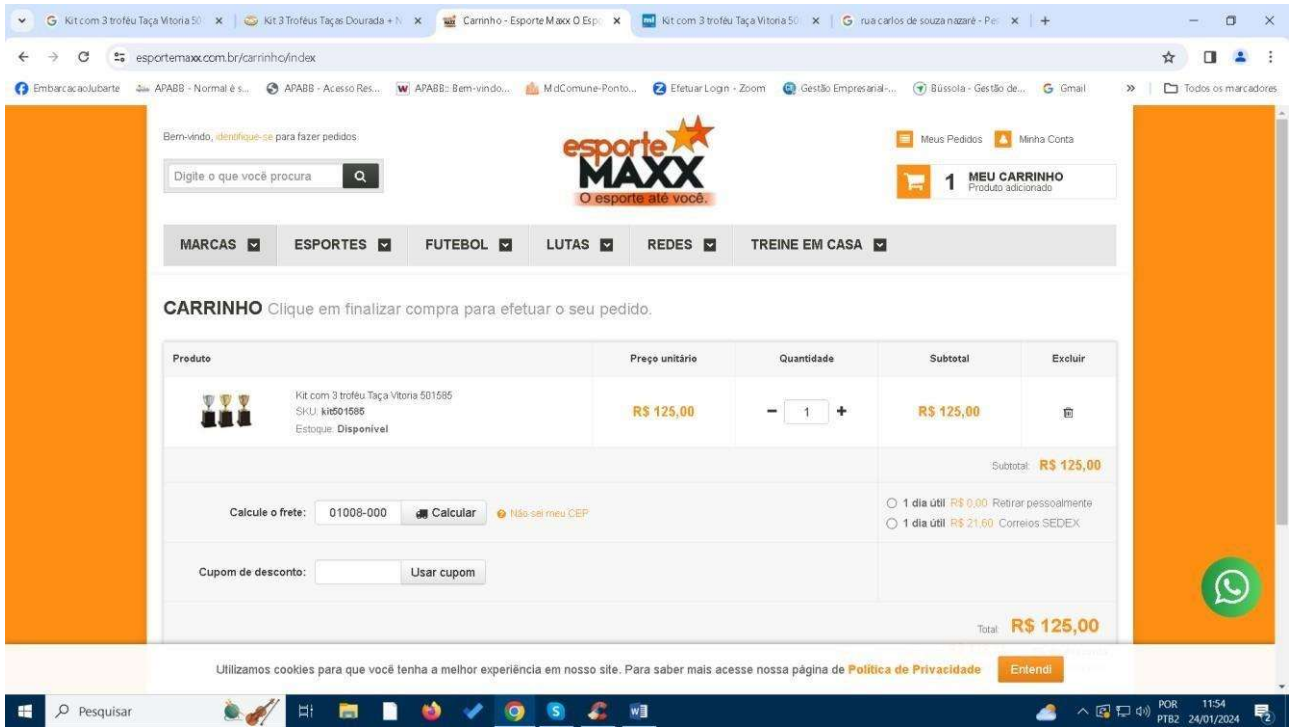 Kit com 3 troféu Taça Vitoria 50
Kit 3 Troféus Taças Dourada + N
Carrinho - Esporte Maxx O Espo
Kit com 3 troféu Taça Vitoria 50
rua carlos de souza nazaré - Pes
esportemaxx.com.br/carrinho/index
EmbarcacaoJubarte
APABB - Normal é s...
APABB - Acesso Res...
APABB:: Bem-vindo...
MdComune-Ponto...
Efetuar Login - Zoom
Gestão Empresarial-...
Bússola - Gestão de...
Gmail
»
Todos os marcadores
Bem-vindo, identifique-se para fazer pedidos
Digite o que você procura
esporte
MAXX
O esporte até você.
Meus Pedidos
Minha Conta
1
MEU CARRINHO
Produto adicionado
MARCAS
ESPORTES
FUTEBOL
LUTAS
REDES
TREINE EM CASA
CARRINHO Clique em finalizar compra para efetuar o seu pedido.
Produto
Preço unitário
Quantidade
Subtotal
Excluir
Kit com 3 troféu Taça Vitoria 501585
SKU: kit501585
Estoque: Disponível
R$ 125,00
1
R$ 125,00
Subtotal: R$ 125,00
Calcule o frete:
01008-000
Calcular
Não sei meu CEP
1 dia útil R$ 0,00 Retirar pessoalmente
1 dia útil R$ 21,60 Correios SEDEX
Cupom de desconto:
Usar cupom
Total: R$ 125,00
Utilizamos cookies para que você tenha a melhor experiência em nosso site. Para saber mais acesse nossa página de Política de Privacidade
Entendi
Pesquisar
POR
PTB2
11:54
24/01/2024